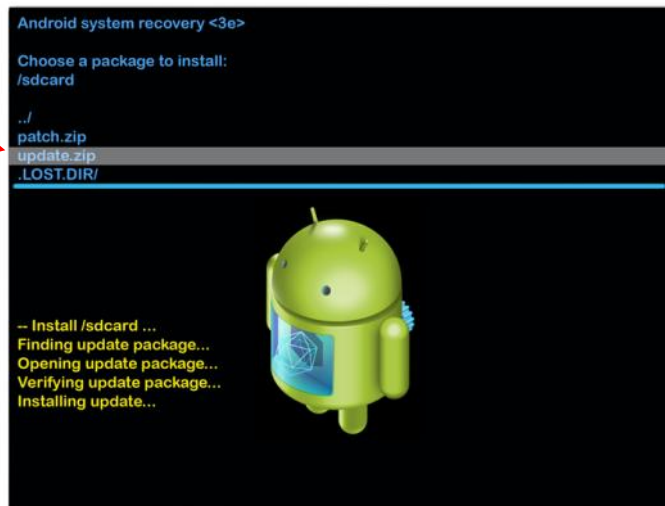 Android system recovery <3e>
Choose a package to install:
/sdcard
../
patch.zip
update.zip
.LOST.DIR/
-- Install /sdcard ...
Finding update package...
Opening update package...
Verifying update package...
Installing update...